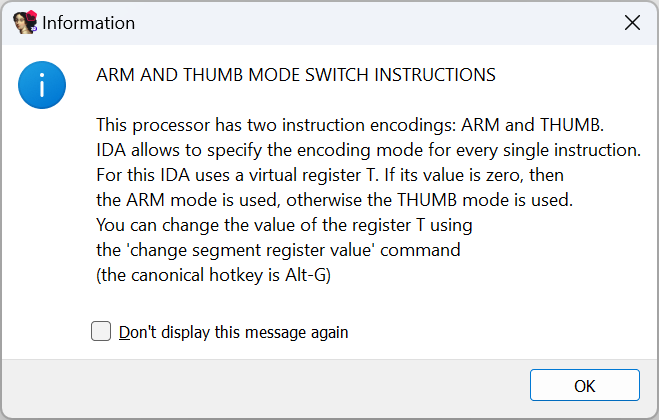 Information
ARM AND THUMB MODE SWITCH INSTRUCTIONS
This processor has two instruction encodings: ARM and THUMB.
IDA allows to specify the encoding mode for every single instruction.
For this IDA uses a virtual register T. If its value is zero, then
the ARM mode is used, otherwise the THUMB mode is used.
You can change the value of the register T using
the 'change segment register value' command
(the canonical hotkey is Alt-G)
Don't display this message again
OK